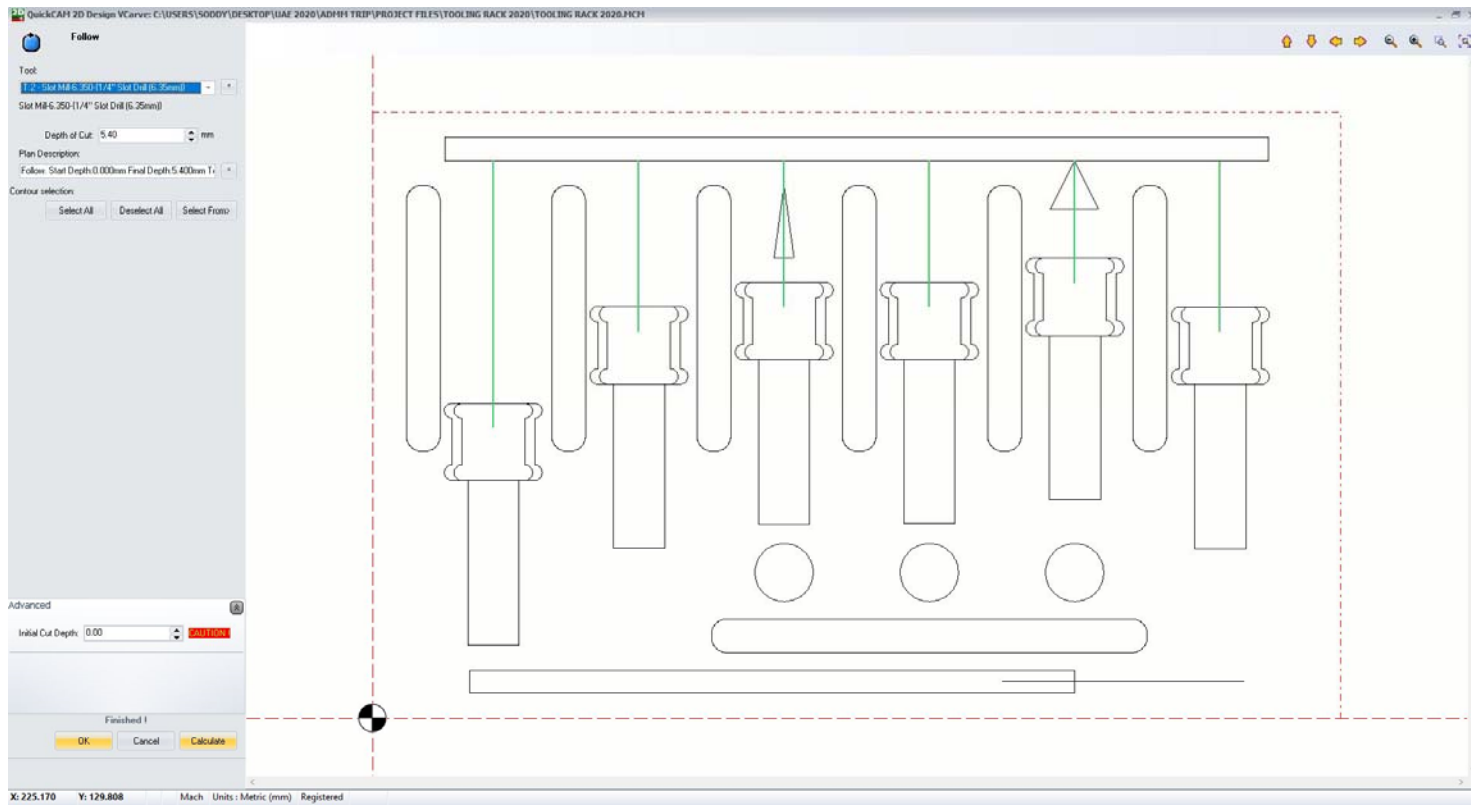 QuickCAM 2D Design VCarve: C:\USERS\SODDY\DESKTOP\UAE 2020\ADMM TRIP\PROJECT FILES\TOOLING RACK 2020\TOOLING RACK 2020.MCM
Follow
Tool:
T:2 - Slot Mill-6.350-(1/4" Slot Drill (6.35mm))
Slot Mill-6.350-(1/4" Slot Drill (6.35mm))
Depth of Cut: 5.40 mm
Plan Description:
Follow: Start Depth:0.000mm Final Depth:5.400mm
Contour selection:
Select All Deselect All Select From>
Advanced
Initial Cut Depth: 0.00 CAUTION !
Finished !
OK Cancel Calculate
X: 225.170 Y: 129.808 Mach Units : Metric (mm) Registered